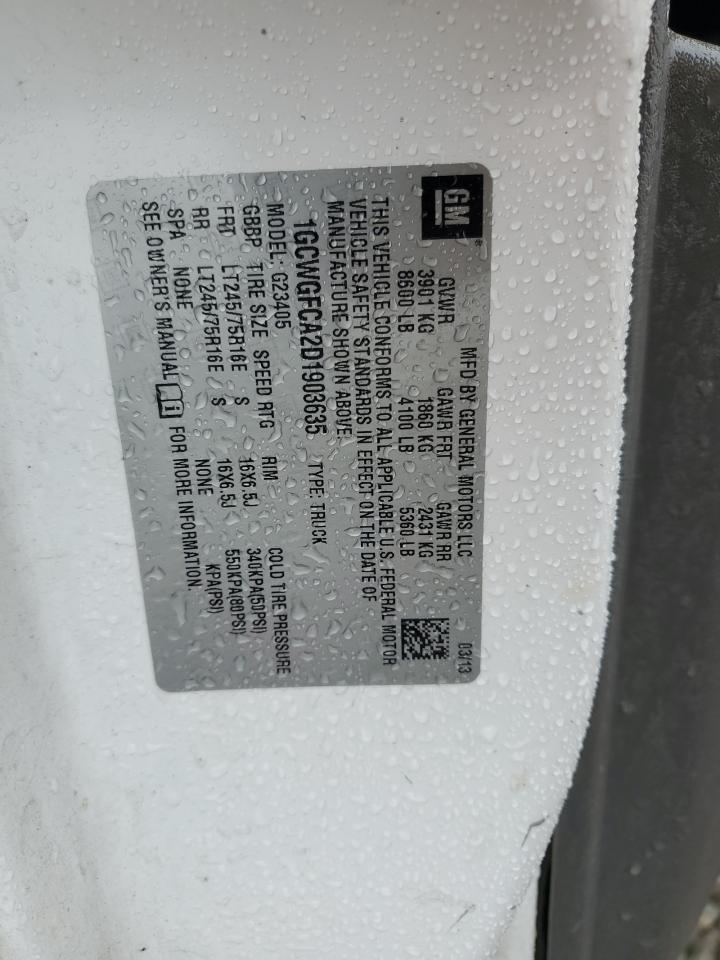 GM
MFD BY GENERAL MOTORS LLC 03/13
GVWR GAWR FRT GAWR RR
3901 KG 1860 KG 2431 KG
8600 LB 4100 LB 5360 LB
THIS VEHICLE CONFORMS TO ALL APPLICABLE U.S. FEDERAL MOTOR
VEHICLE SAFETY STANDARDS IN EFFECT ON THE DATE OF
MANUFACTURE SHOWN ABOVE.
1GCWGFCA2D1903635 TYPE: TRUCK
MODEL: G23405
GBBP TIRE SIZE SPEED RTG RIM COLD TIRE PRESSURE
FRT LT245/75R16E S 16X6.5J 340KPA(50PSI)
RR LT245/75R16E S 16X6.5J 550KPA(80PSI)
SPA NONE NONE KPA(PSI)
SEE OWNER'S MANUAL FOR MORE INFORMATION.